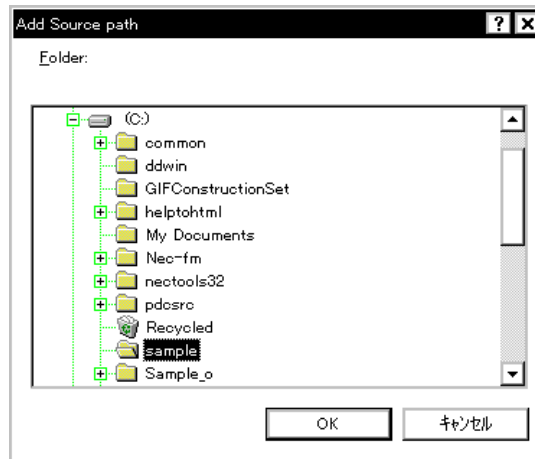 Add Source path
Folder:
(C:)
common
ddwin
GIFConstructionSet
helptohtml
My Documents
Nec-fm
nectools32
pdcsrc
Recycled
sample
Sample_o
OK
キャンセル